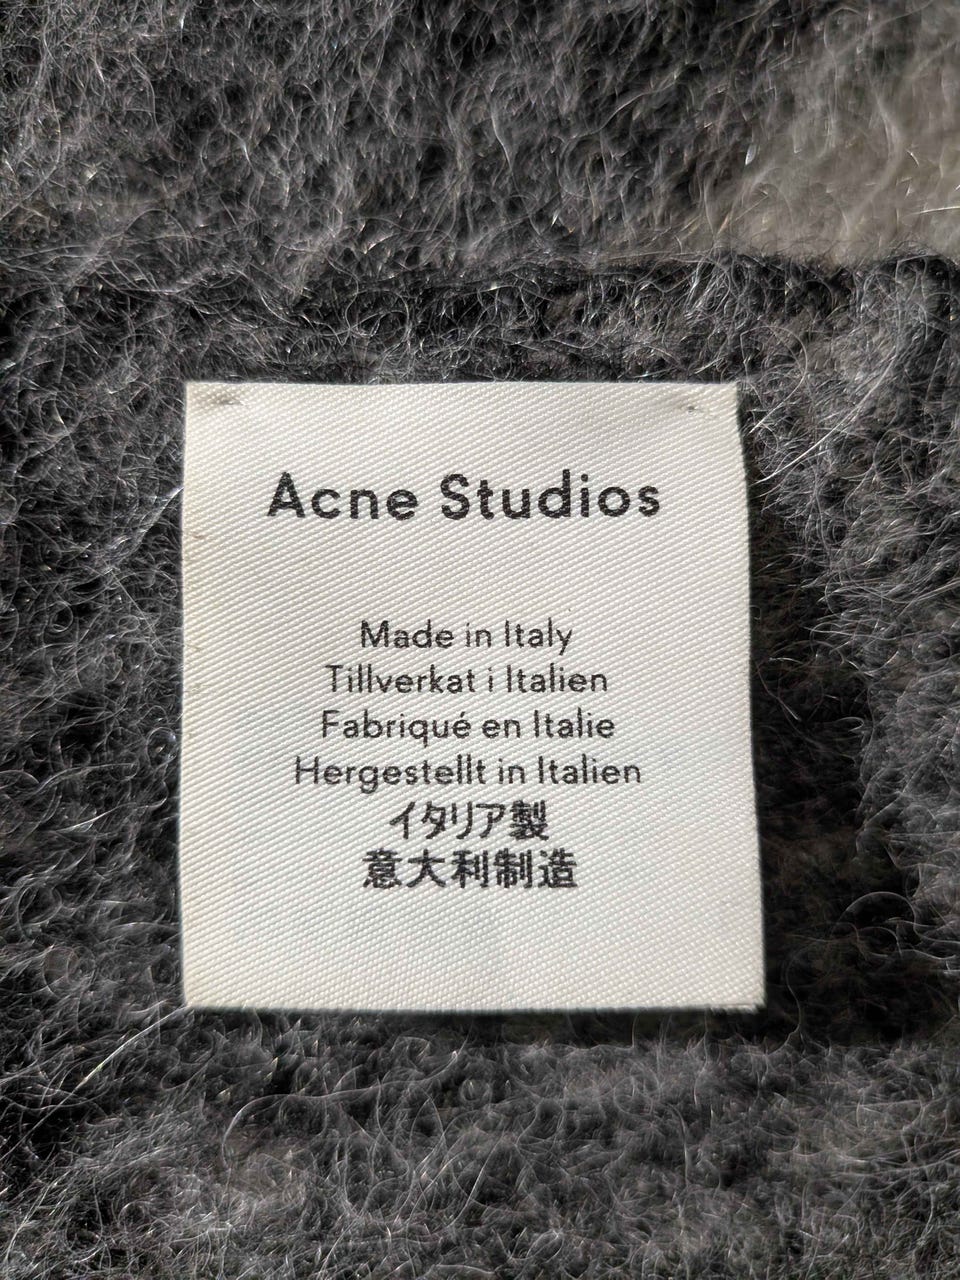 Acne Studios
Made in Italy
Tillverkat i Italien
Fabriqué en Italie
Hergestellt in Italien
イタリア製
意大利制造